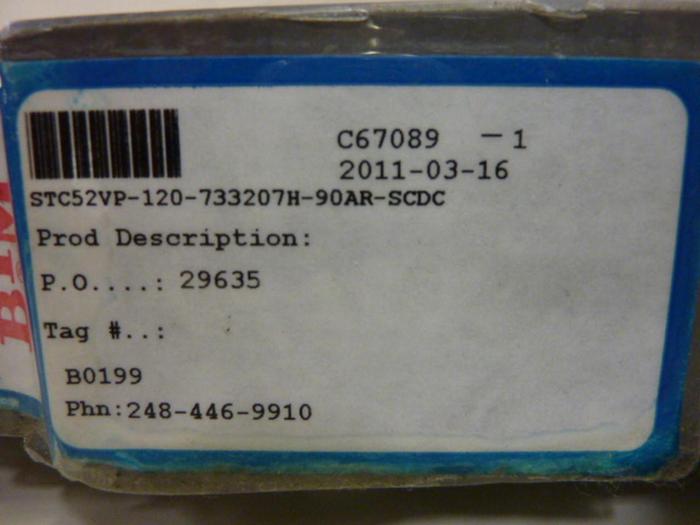 C67089 -1
2011-03-16
STC52VP-120-733207H-90AR-SCDC
Prod Description:
P.O....: 29635
Tag #..:
B0199
Phn:248-446-9910
BIM